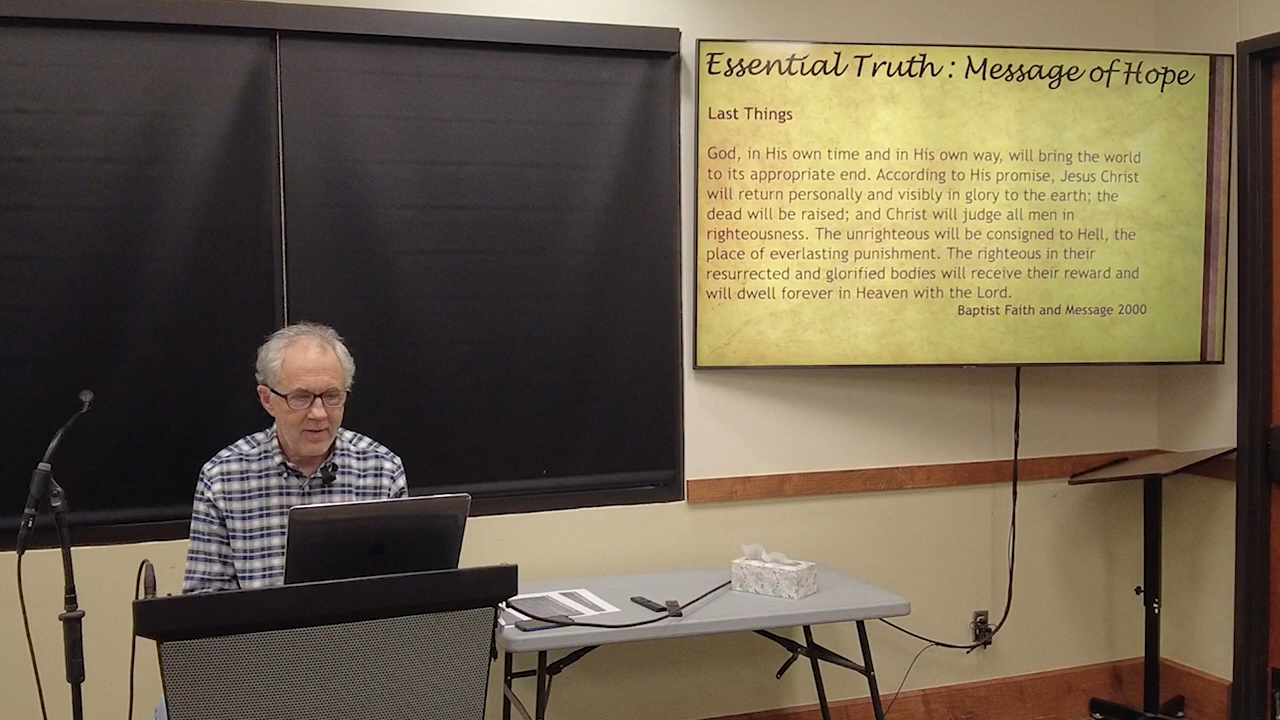 Essential Truth : Message of Hope
Last Things
God, in His own time and in His own way, will bring the world
to its appropriate end. According to His promise, Jesus Christ
will return personally and visibly in glory to the earth; the
dead will be raised; and Christ will judge all men in
righteousness. The unrighteous will be consigned to Hell, the
place of everlasting punishment. The righteous in their
resurrected and glorified bodies will receive their reward and
will dwell forever in Heaven with the Lord.
Baptist Faith and Message 2000